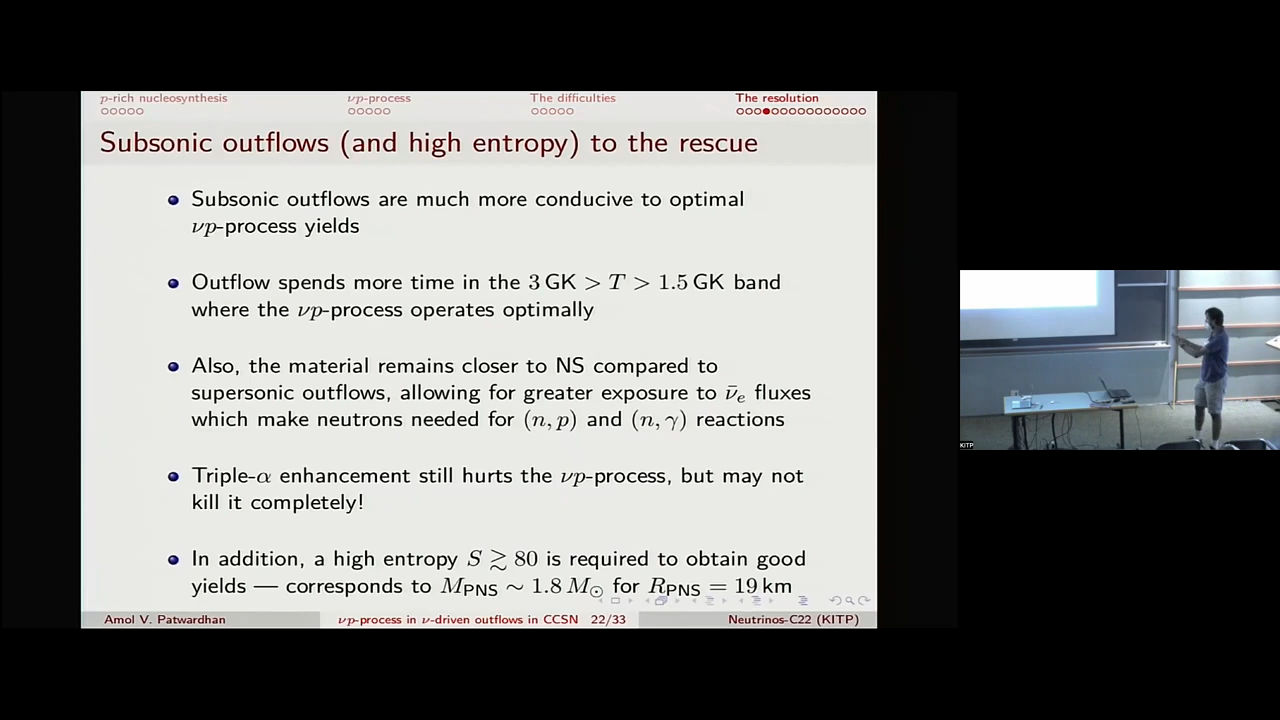 p-rich nucleosynthesis νp-process The difficulties The resolution
Subsonic outflows (and high entropy) to the rescue
Subsonic outflows are much more conducive to optimal
νp-process yields
Outflow spends more time in the 3 GK > T > 1.5 GK band
where the νp-process operates optimally
Also, the material remains closer to NS compared to
supersonic outflows, allowing for greater exposure to ν̄ₑ fluxes
which make neutrons needed for (n, p) and (n, γ) reactions
Triple-α enhancement still hurts the νp-process, but may not
kill it completely!
In addition, a high entropy S ≳ 80 is required to obtain good
yields — corresponds to M_PNS ∼ 1.8 M_⊙ for R_PNS = 19 km
Amol V. Patwardhan νp-process in ν-driven outflows in CCSN 22/33 Neutrinos-C22 (KITP)
KITP